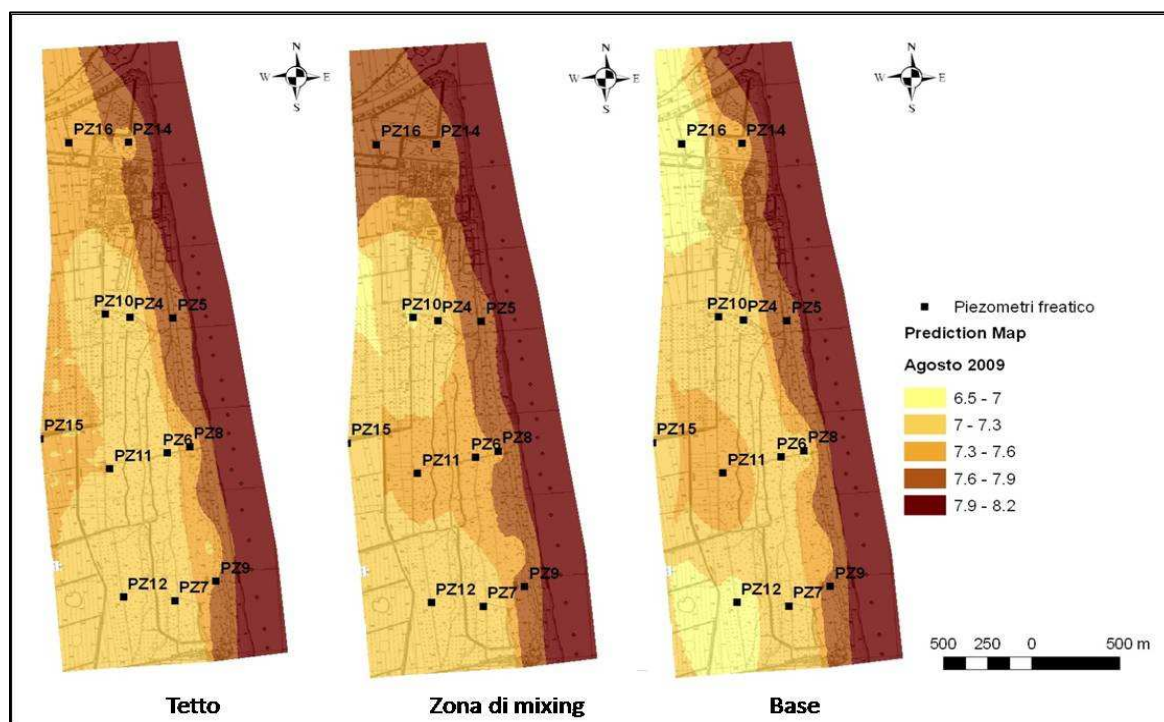 N
W E
S
PZ16 PZ14
PZ10 PZ4 PZ5
PZ15
PZ6 PZ8
PZ11
PZ9
PZ12 PZ7
Tetto
N
W E
S
PZ16 PZ14
PZ10 PZ4 PZ5
PZ15
PZ6 PZ8
PZ11
PZ9
PZ12 PZ7
Zona di mixing
N
W E
S
PZ16 PZ14
PZ10 PZ4 PZ5
PZ15
PZ6 PZ8
PZ11
PZ9
PZ12 PZ7
Base
Piezometri freatico
Prediction Map
Agosto 2009
6.5 - 7
7 - 7.3
7.3 - 7.6
7.6 - 7.9
7.9 - 8.2
500 250 0 500 m